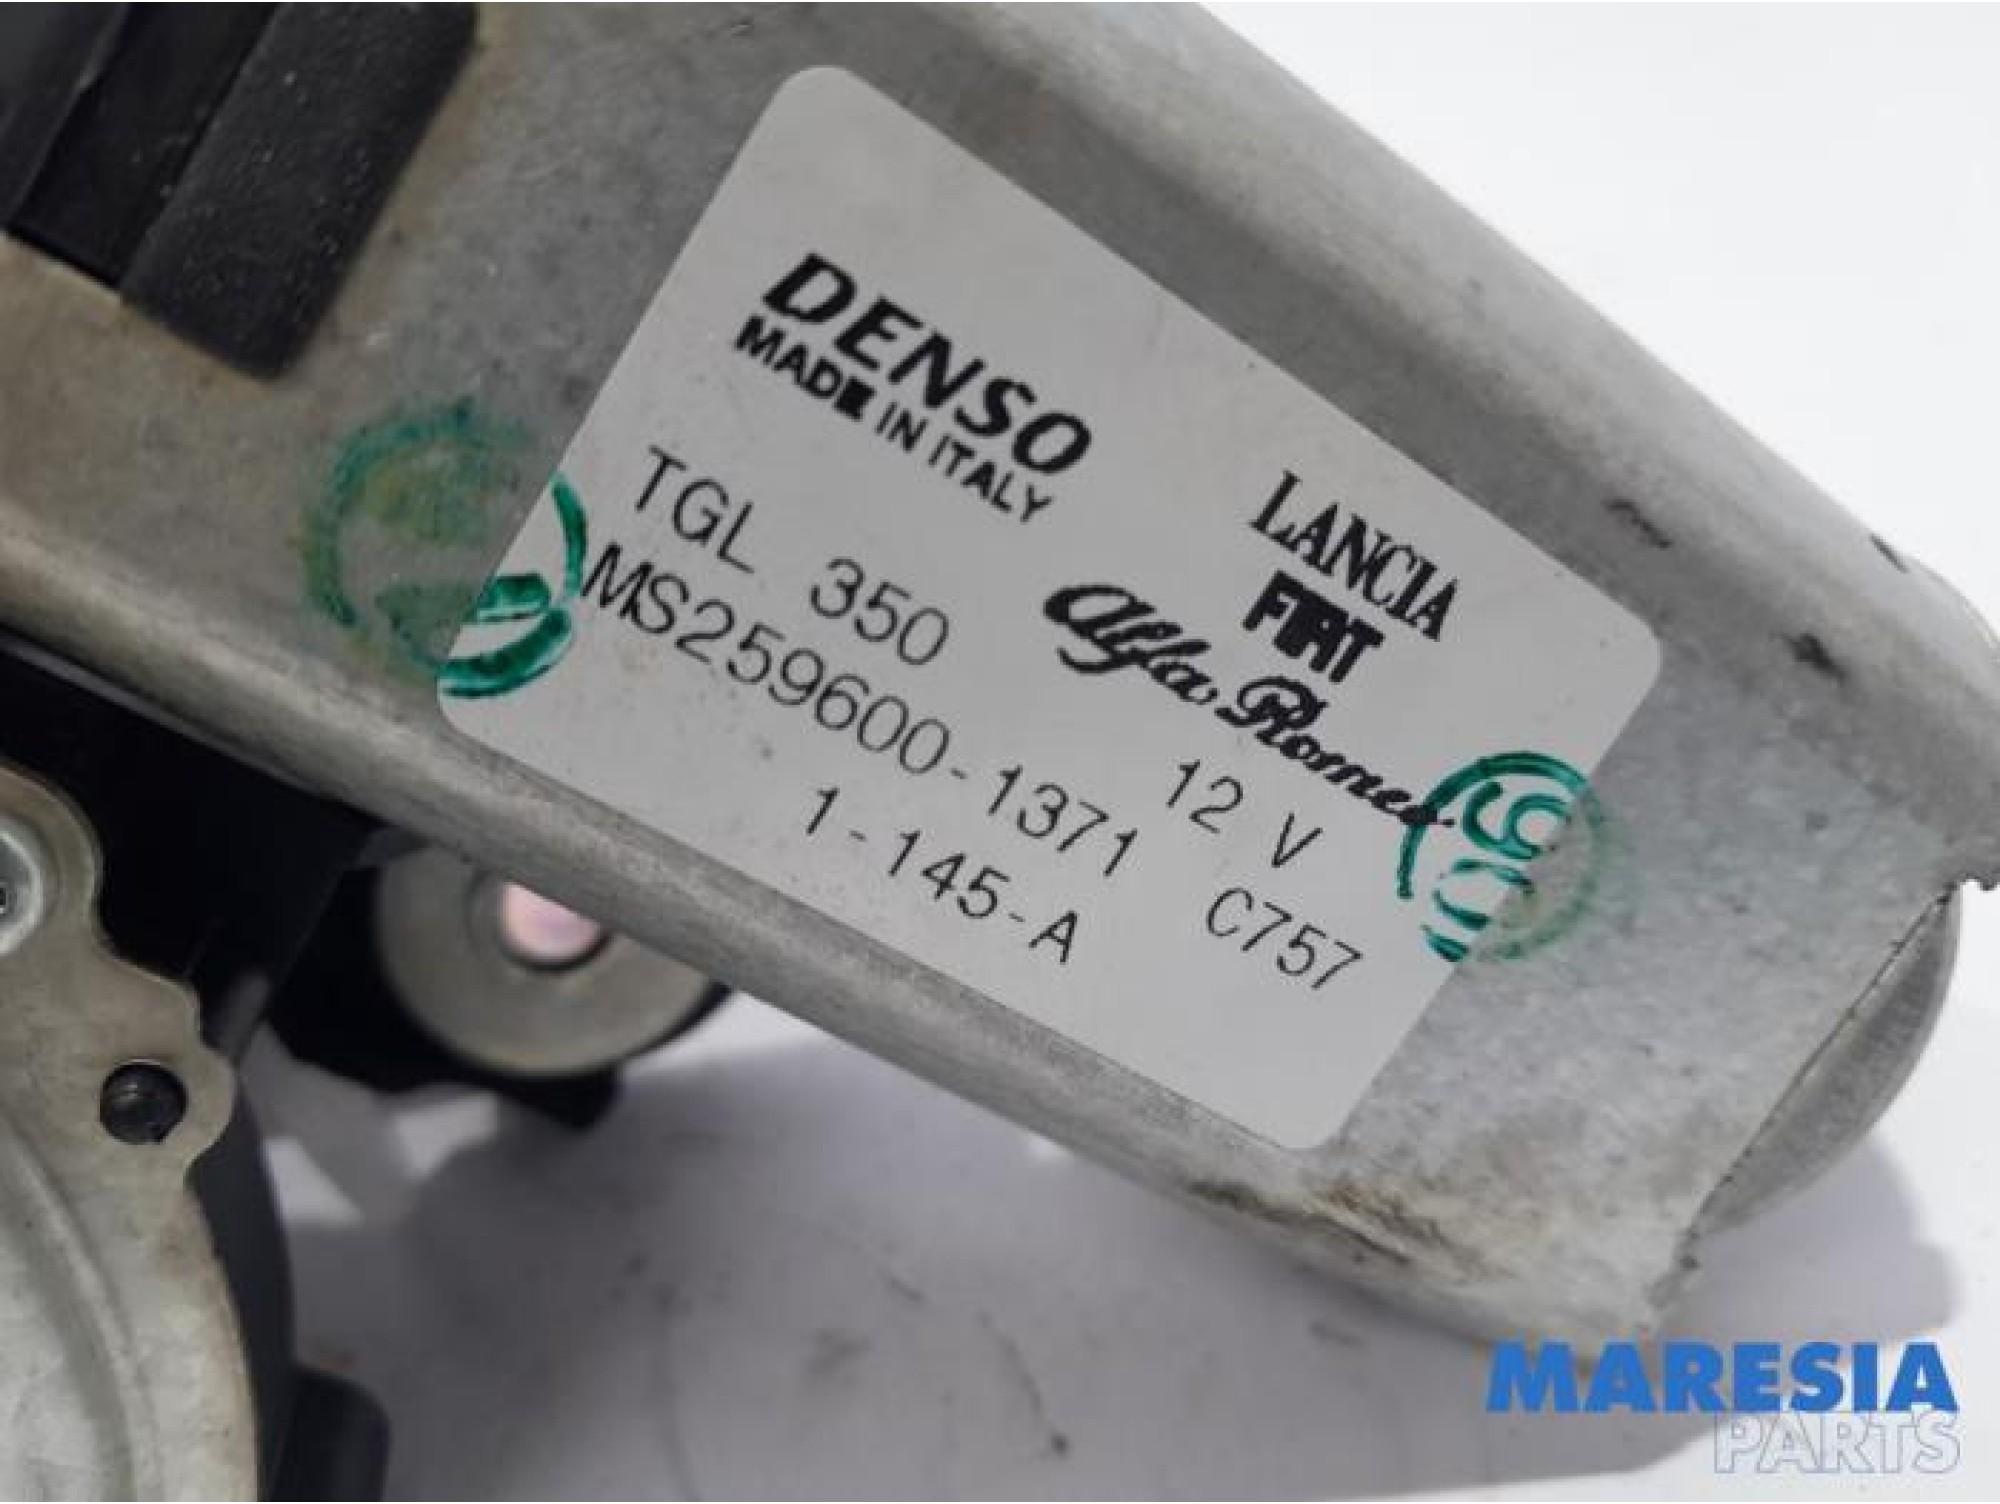 DENSO
MADE IN ITALY
LANCIA
FIAT
Alfa Romeo
TGL 350
MS259600-1371
12 V
1-145-A
C757
MARESIA
PARTS